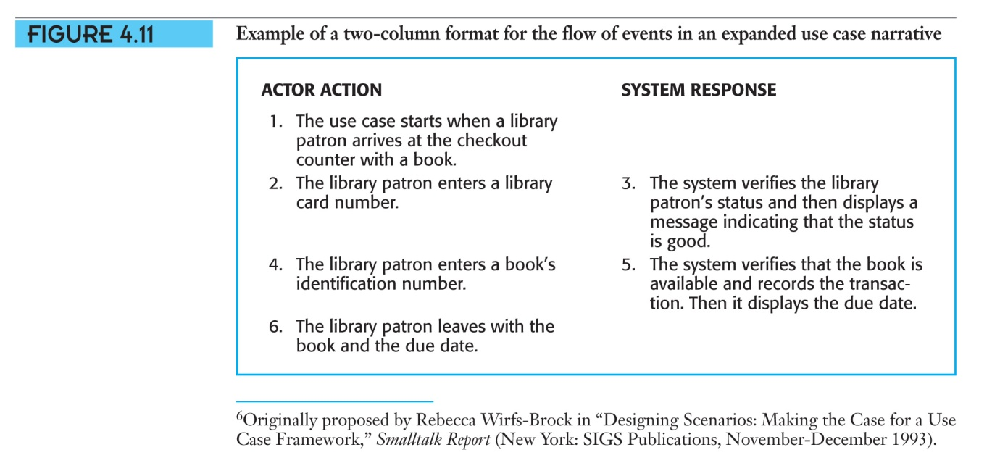 FIGURE 4.11
Example of a two-column format for the flow of events in an expanded use case narrative
ACTOR ACTION
SYSTEM RESPONSE
1. The use case starts when a library
patron arrives at the checkout
counter with a book.
2. The library patron enters a library
card number.
3. The system verifies the library
patron’s status and then displays a
message indicating that the status
is good.
4. The library patron enters a book’s
identification number.
5. The system verifies that the book is
available and records the transac-
tion. Then it displays the due date.
6. The library patron leaves with the
book and the due date.
⁶Originally proposed by Rebecca Wirfs-Brock in “Designing Scenarios: Making the Case for a Use
Case Framework,” Smalltalk Report (New York: SIGS Publications, November-December 1993).